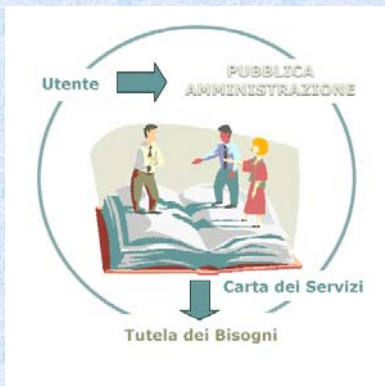 PUBBLICA
Utente
AMMINISTRAZIONE
Carta dei Servizi
Tutela dei Bisogni